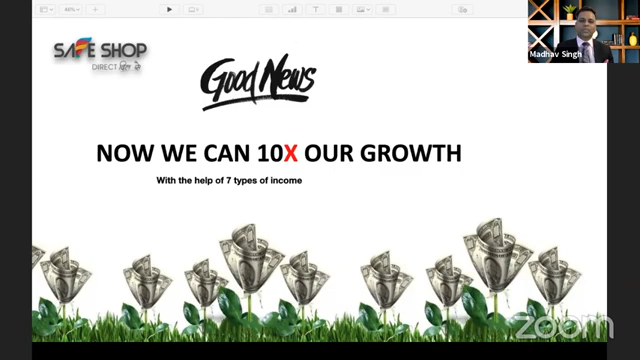 SAFE SHOP
DIRECT दिल से
Madhav Singh
Good News
NOW WE CAN 10X OUR GROWTH
With the help of 7 types of income
zoom